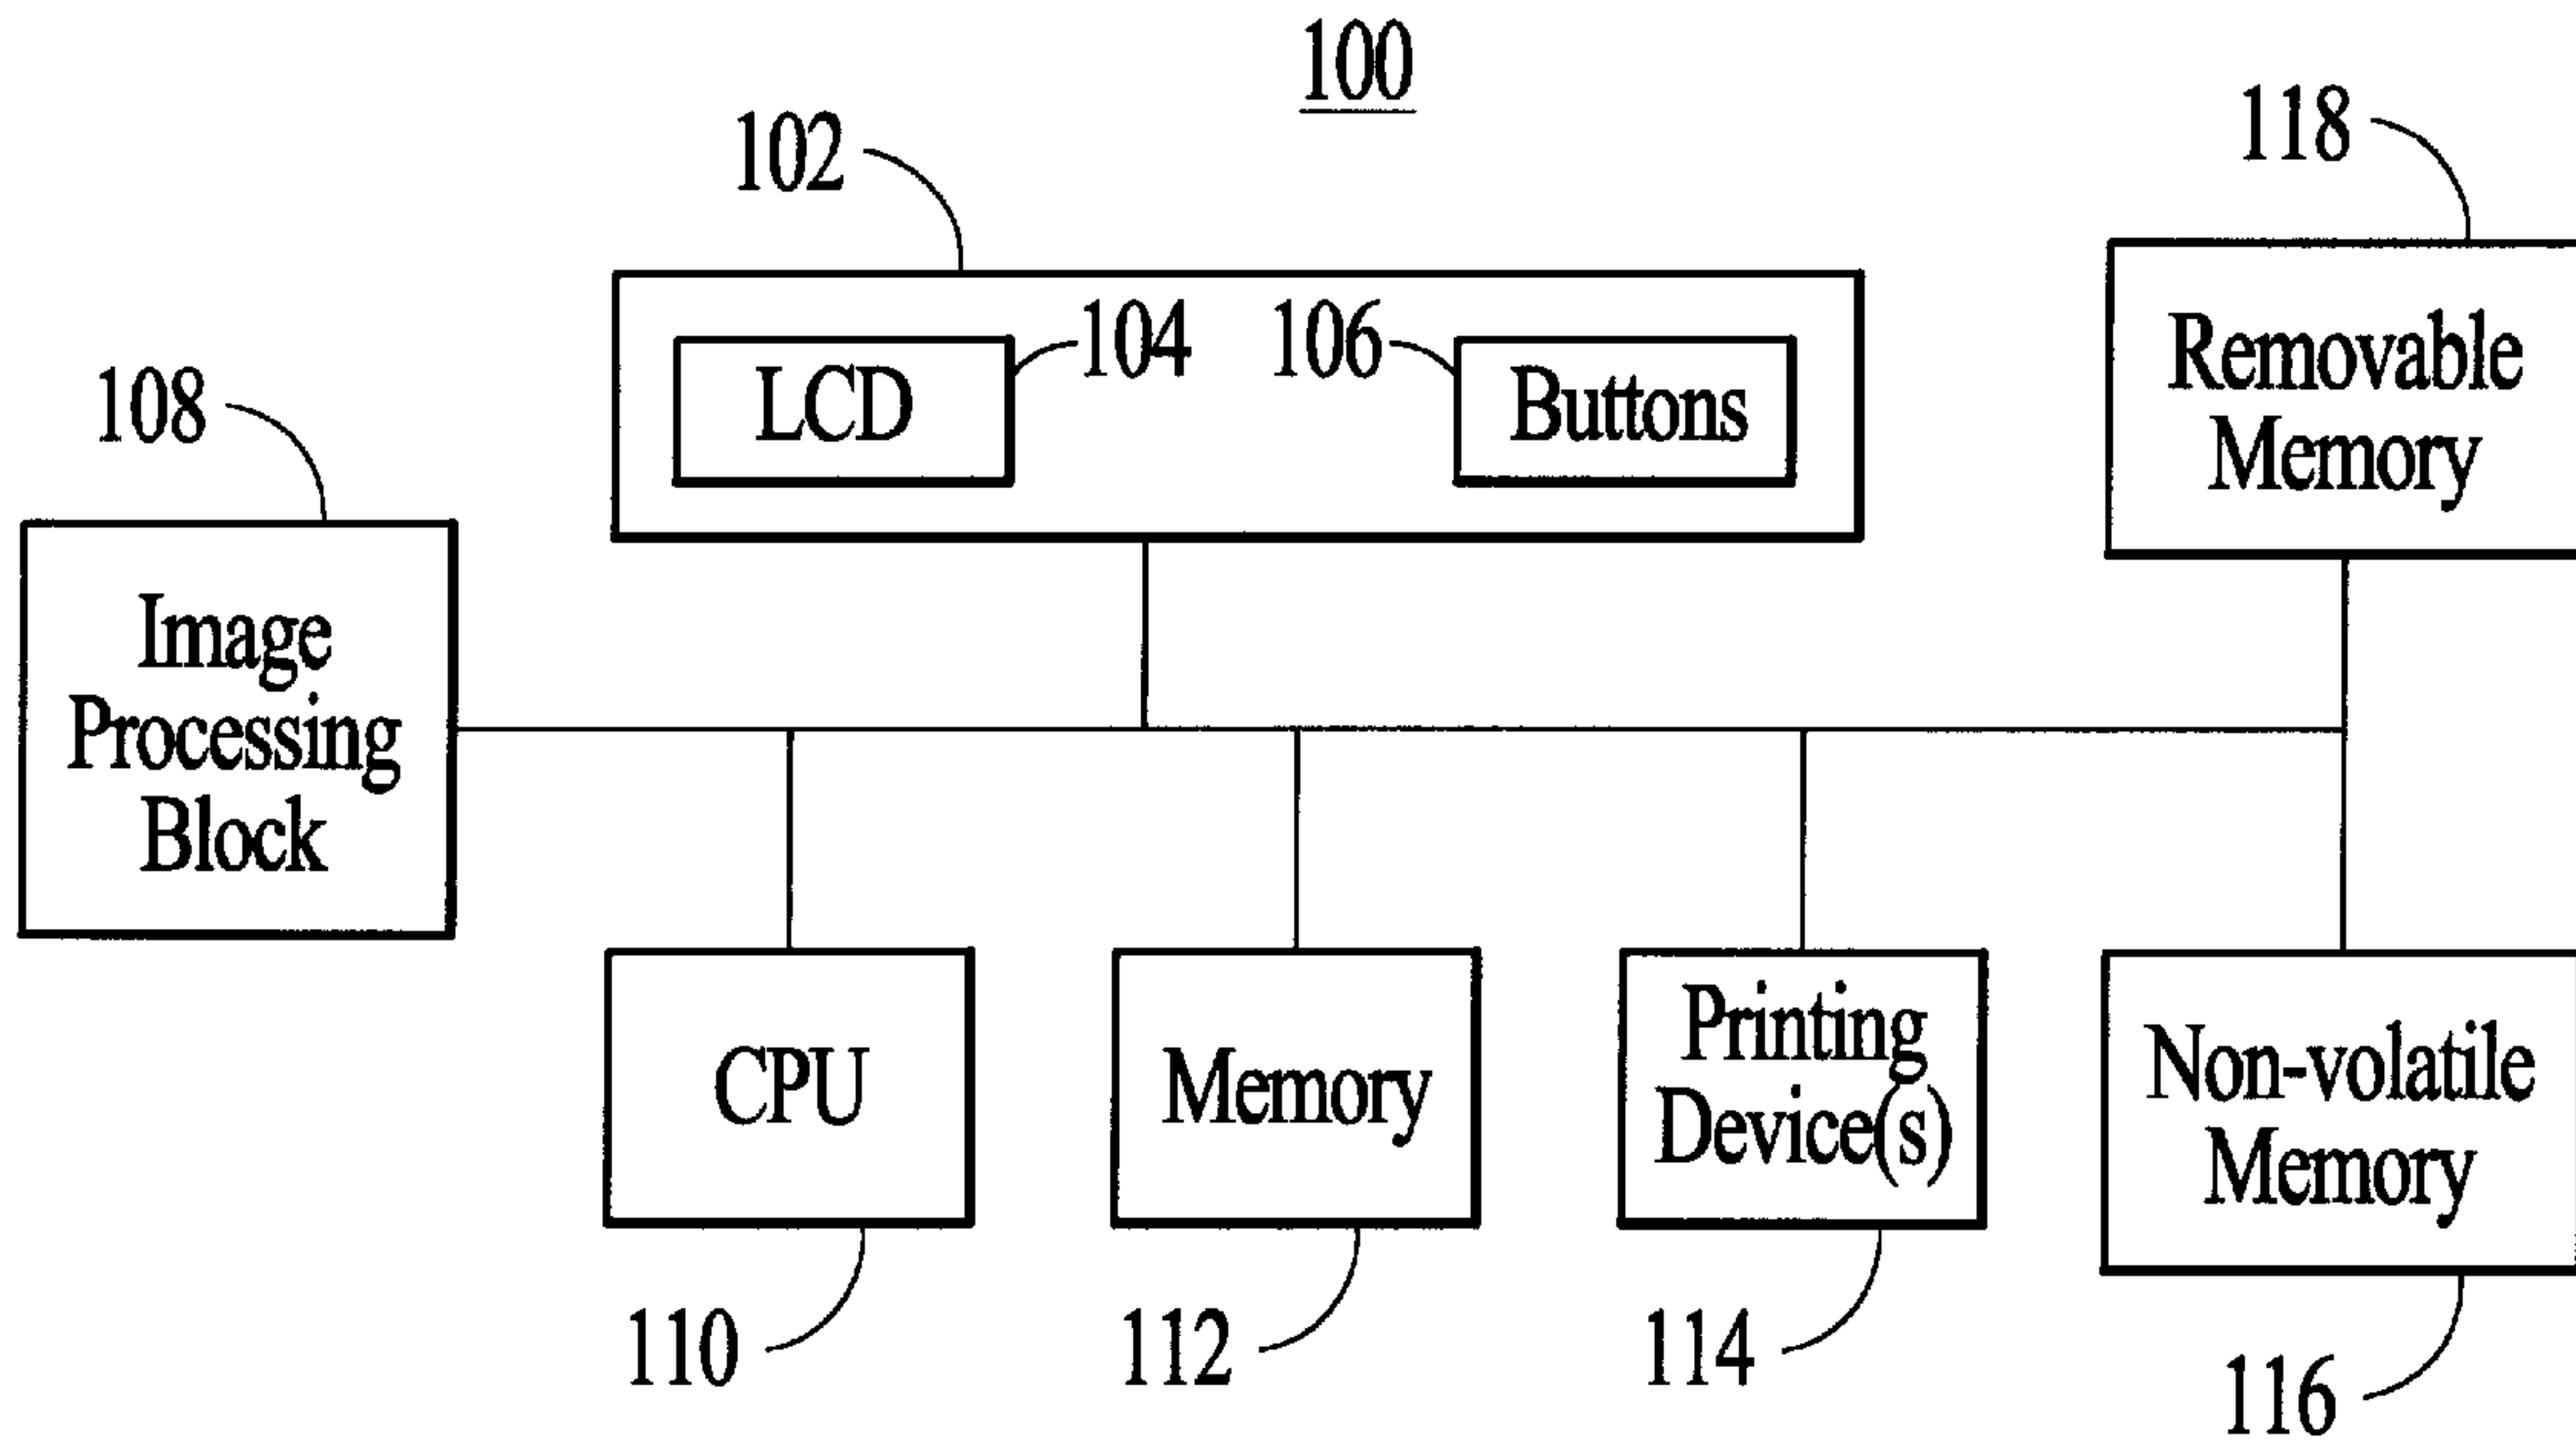 100
102
118
LCD
104
106
Buttons
Removable
Memory
108
Image
Processing
Block
CPU
Memory
Printing
Device(s)
Non-volatile
Memory
110
112
114
116